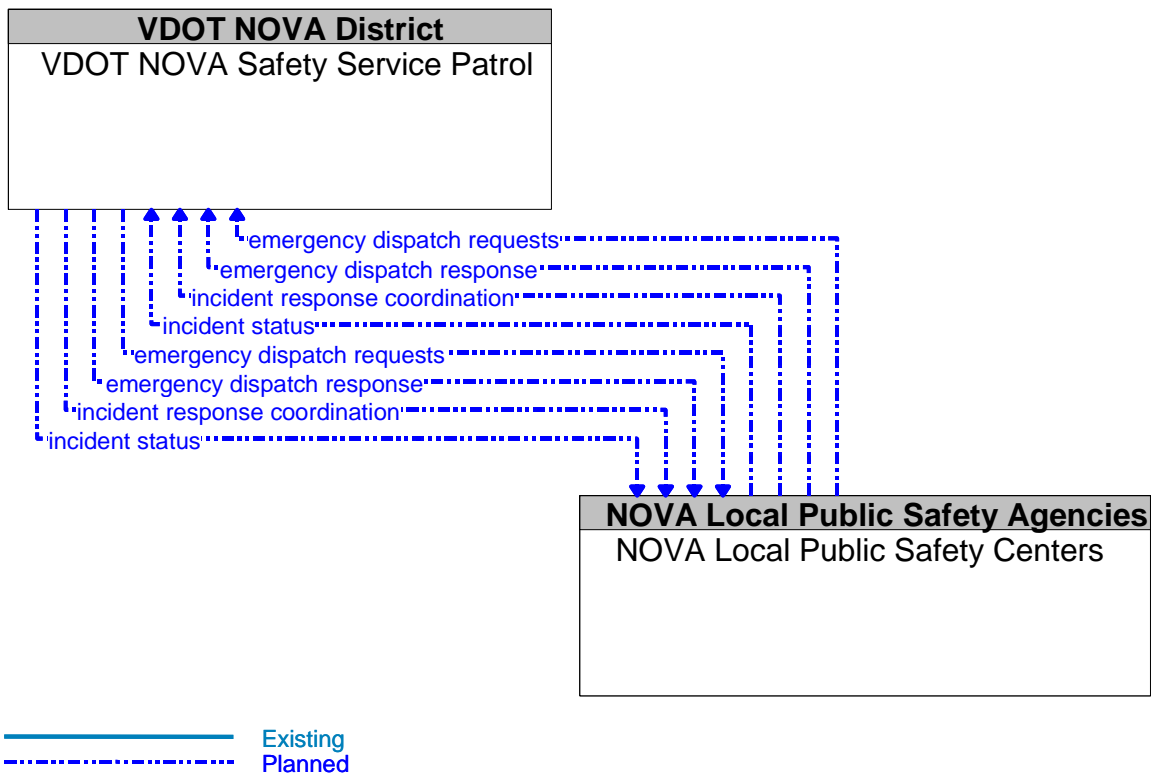 VDOT NOVA District
VDOT NOVA Safety Service Patrol
emergency dispatch requests
emergency dispatch response
incident response coordination
incident status
emergency dispatch requests
emergency dispatch response
incident response coordination
incident status
NOVA Local Public Safety Agencies
NOVA Local Public Safety Centers
Existing
Planned